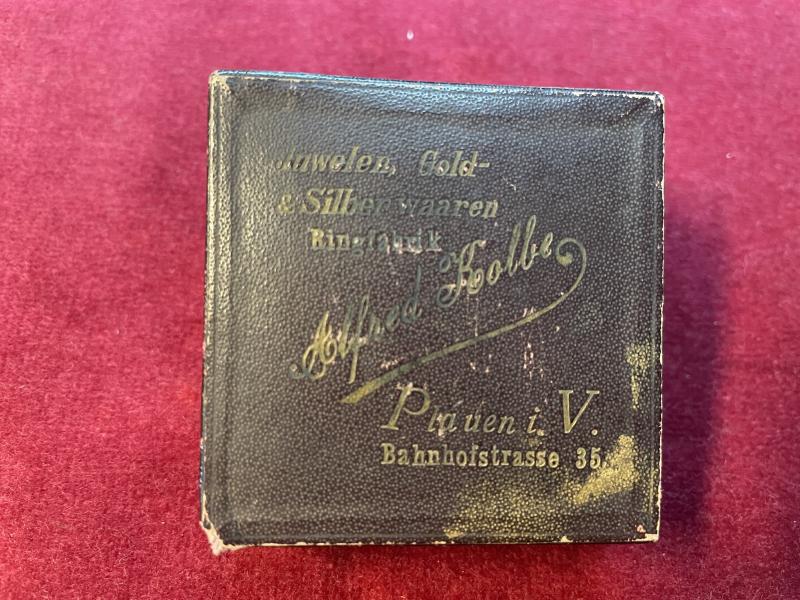 Juwelen, Gold-
& Silberwaaren
Ringfabrik
Alfred Kolbe
Plauen i. V.
Bahnhofstrasse 35.